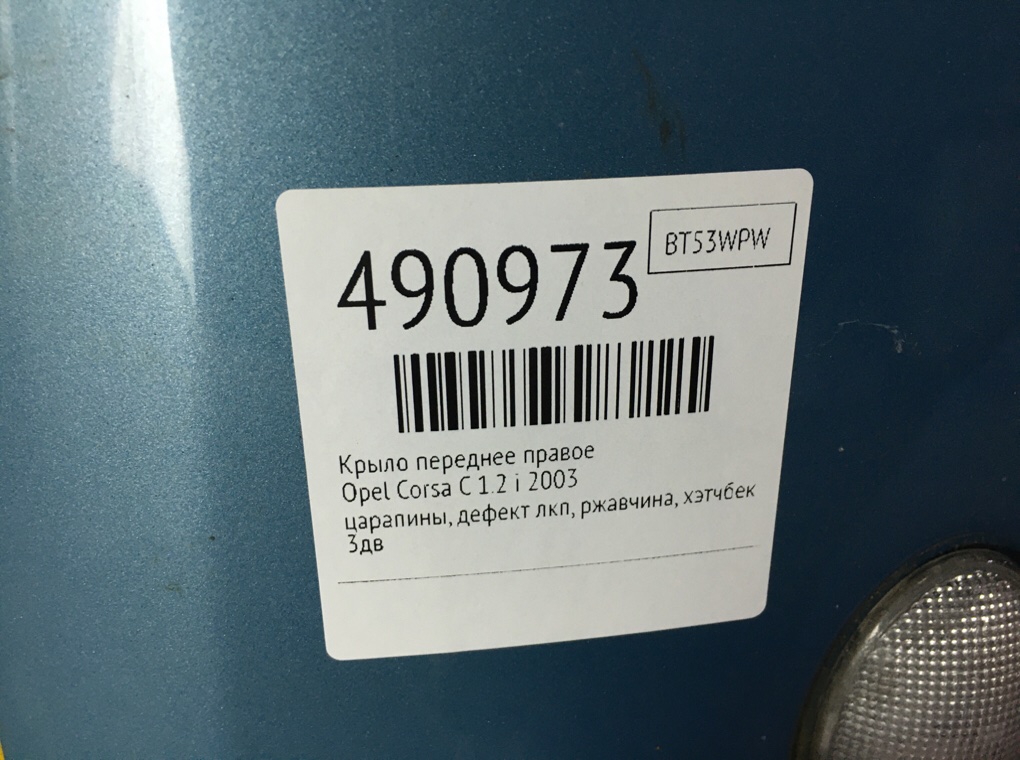 BT53WPW
490973
Крыло переднее правое
Opel Corsa C 1.2 i 2003
царапины, дефект лкп, ржавчина, хэтчбек
3дв